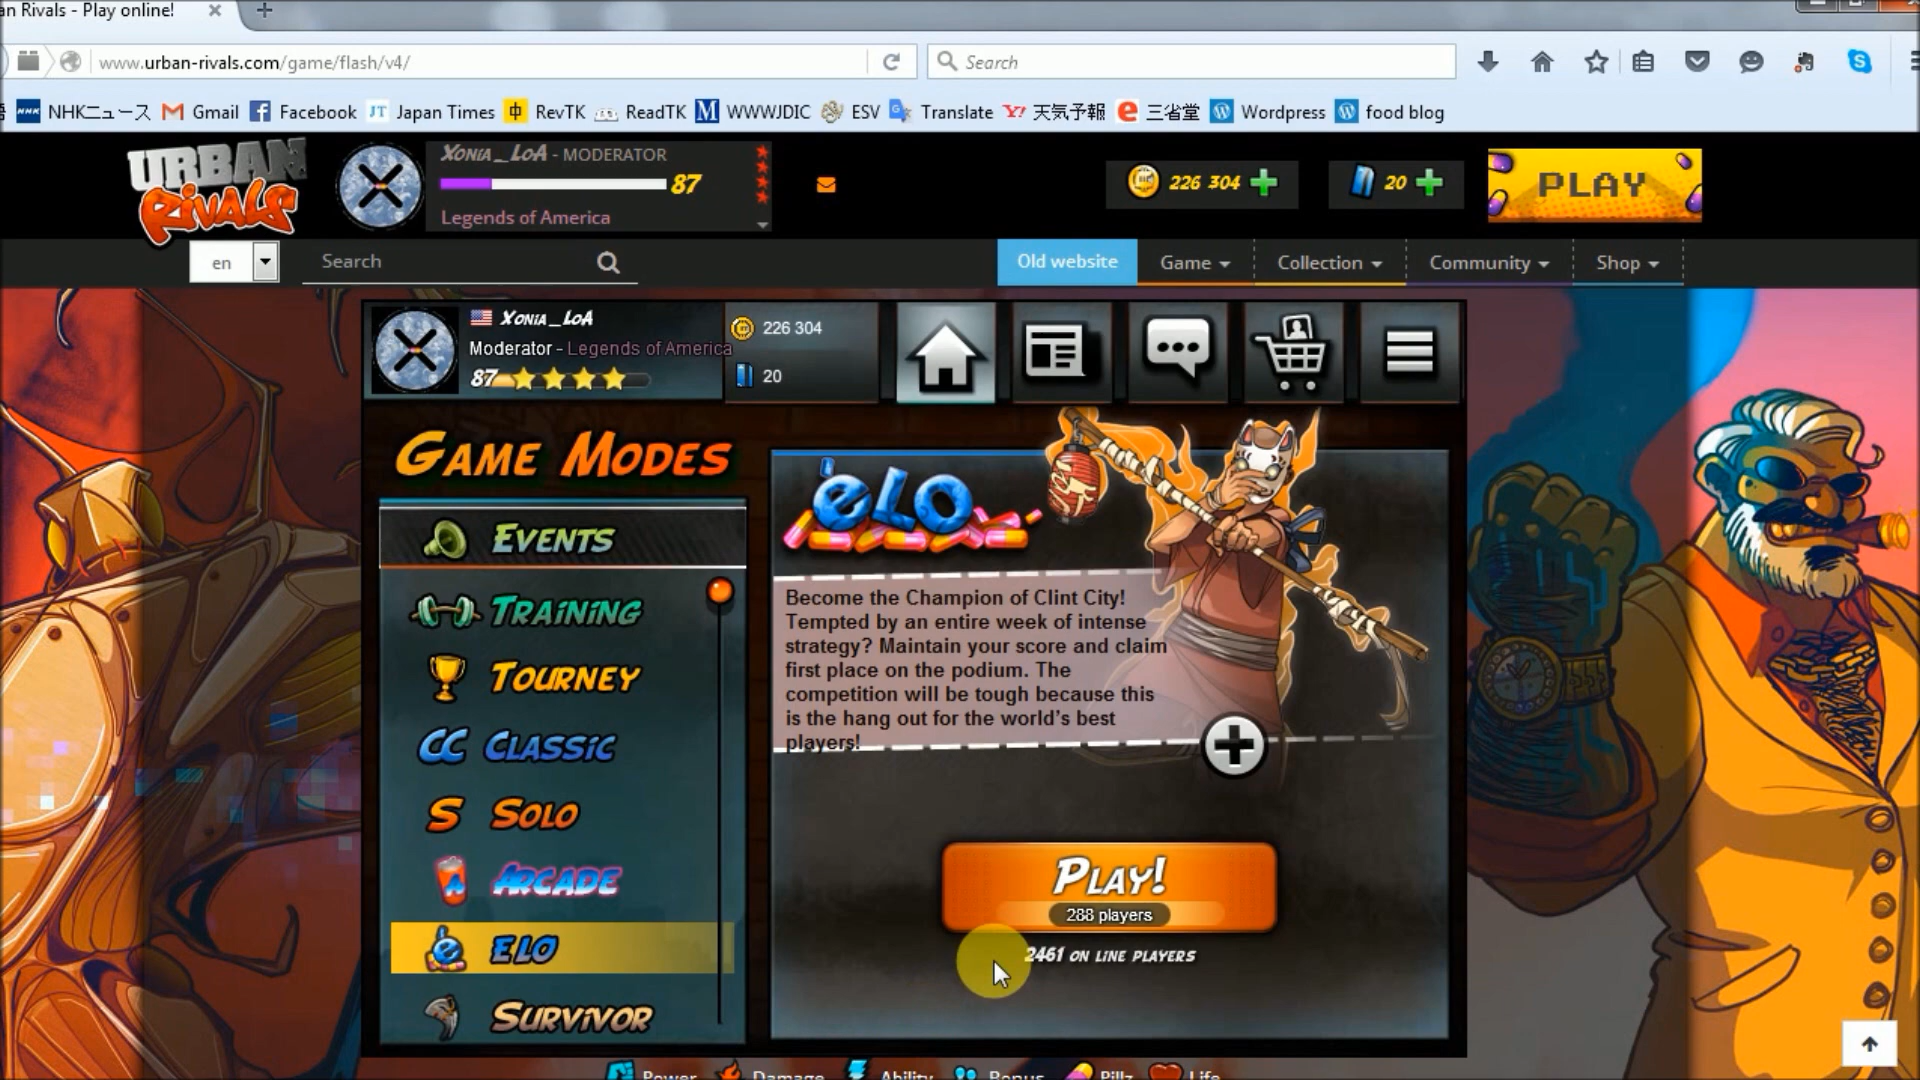 an Rivals - Play online!
www.urban-rivals.com/game/flash/v4/
Search
NHKニュース Gmail Facebook JT Japan Times 中 RevTK ReadTK M WWWJDIC ESV Translate 天気予報 e 三省堂 Wordpress food blog
URBAN RIVALS
XONIA_LOA - MODERATOR
87
Legends of America
226 304
20
PLAY
en
Search
Old website
Game
Collection
Community
Shop
XONIA_LOA
Moderator - Legends of America
87
226 304
20
GAME MODES
EVENTS
TRAINING
TOURNEY
CC CLASSIC
S SOLO
ARCADE
ELO
SURVIVOR
eLO
Become the Champion of Clint City!
Tempted by an entire week of intense
strategy? Maintain your score and claim
first place on the podium. The
competition will be tough because this
is the hang out for the world's best
players!
PLAY!
288 players
2461 ON LINE PLAYERS
Power Damage Ability Bonus Pillz Life